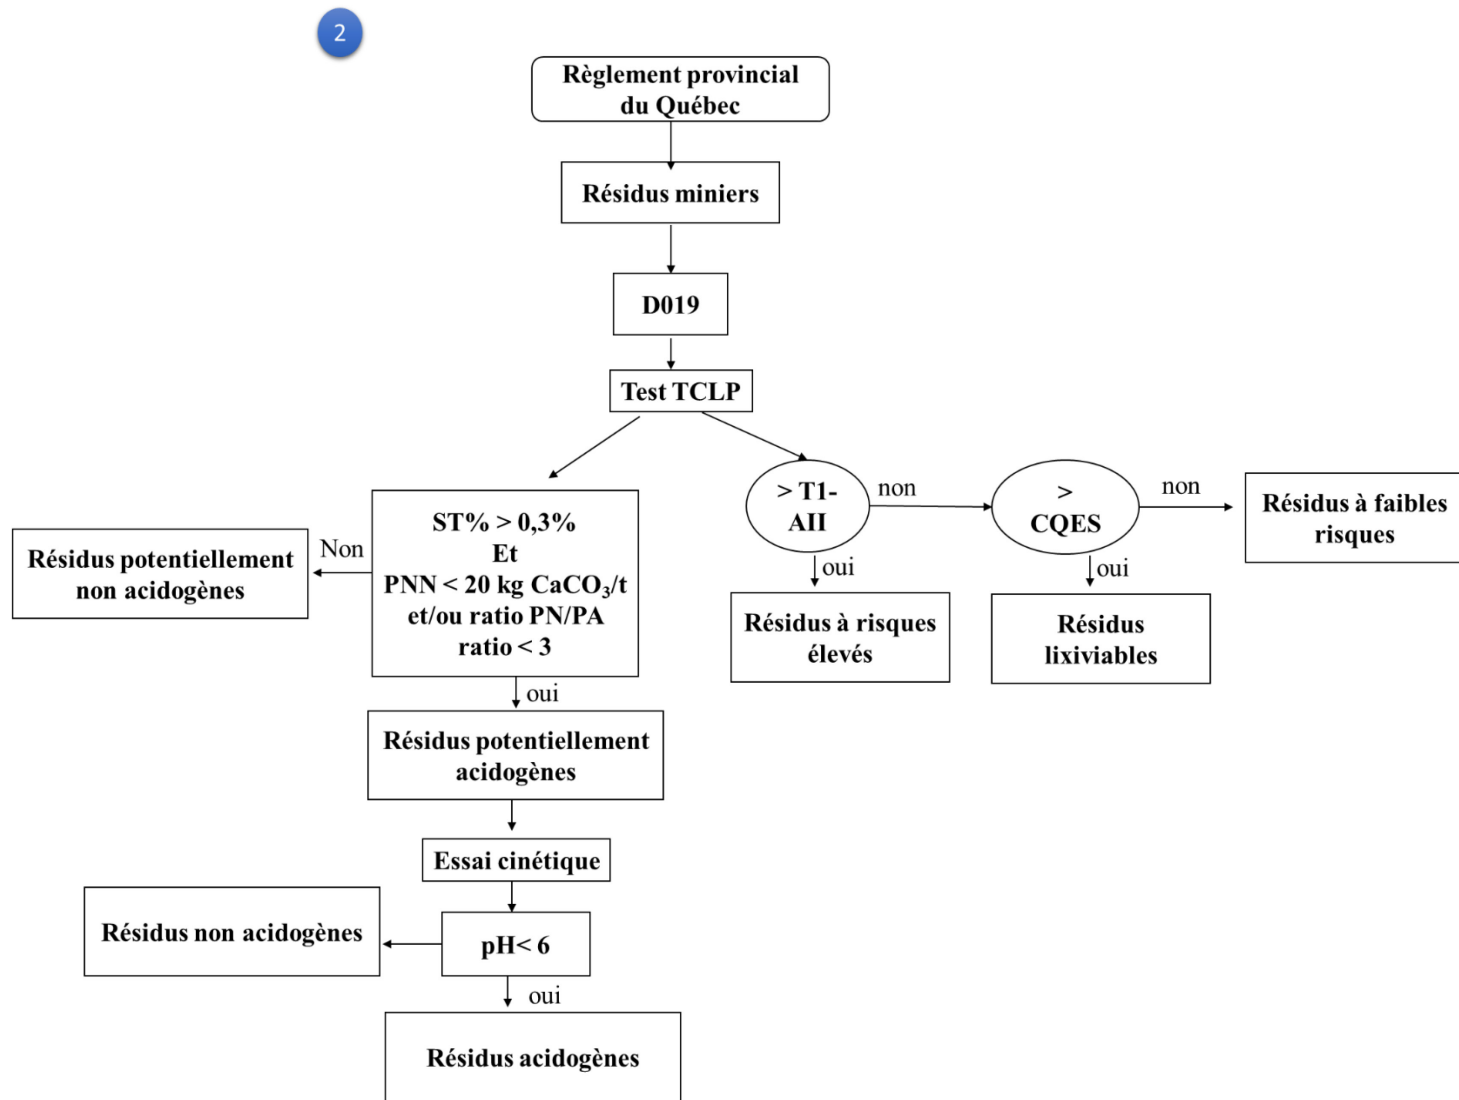 2
Règlement provincial
du Québec
Résidus miniers
D019
Test TCLP
> T1-
AII
non
>
CQES
non
Résidus à faibles
risques
oui
Résidus à risques
élevés
oui
Résidus
lixiviables
ST% > 0,3%
Et
PNN < 20 kg CaCO₃/t
et/ou ratio PN/PA
ratio < 3
Non
Résidus potentiellement
non acidogènes
oui
Résidus potentiellement
acidogènes
Essai cinétique
pH< 6
Résidus non acidogènes
oui
Résidus acidogènes